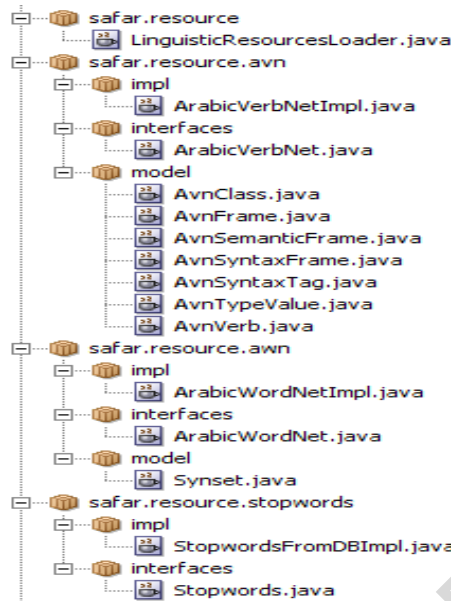 safar.resource
LinguisticResourcesLoader.java
safar.resource.avn
impl
ArabicVerbNetImpl.java
interfaces
ArabicVerbNet.java
model
AvnClass.java
AvnFrame.java
AvnSemanticFrame.java
AvnSyntaxFrame.java
AvnSyntaxTag.java
AvnTypeValue.java
AvnVerb.java
safar.resource.awn
impl
ArabicWordNetImpl.java
interfaces
ArabicWordNet.java
model
Synset.java
safar.resource.stopwords
impl
StopwordsFromDBImpl.java
interfaces
Stopwords.java